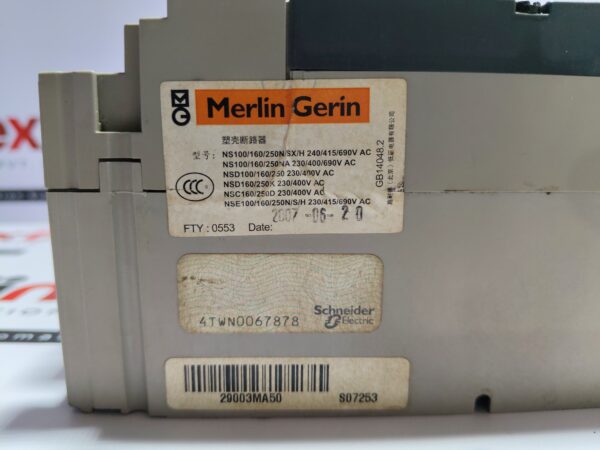 Merlin Gerin
塑壳断路器
型号: NS100/160/250N/SX/H 240/415/690V AC
NS100/160/250NA 230/400/690V AC
NSD100/160/250 230/400V AC
NSD160/250K 230/400V AC
NSC160/250D 230/400V AC
NSE100/160/250N/S/H 230/415/690V AC
CCC
2007-06-20
FTY : 0553 Date:
GB14048.2
4TWN0067878
Schneider
Electric
29003MA50 S07253